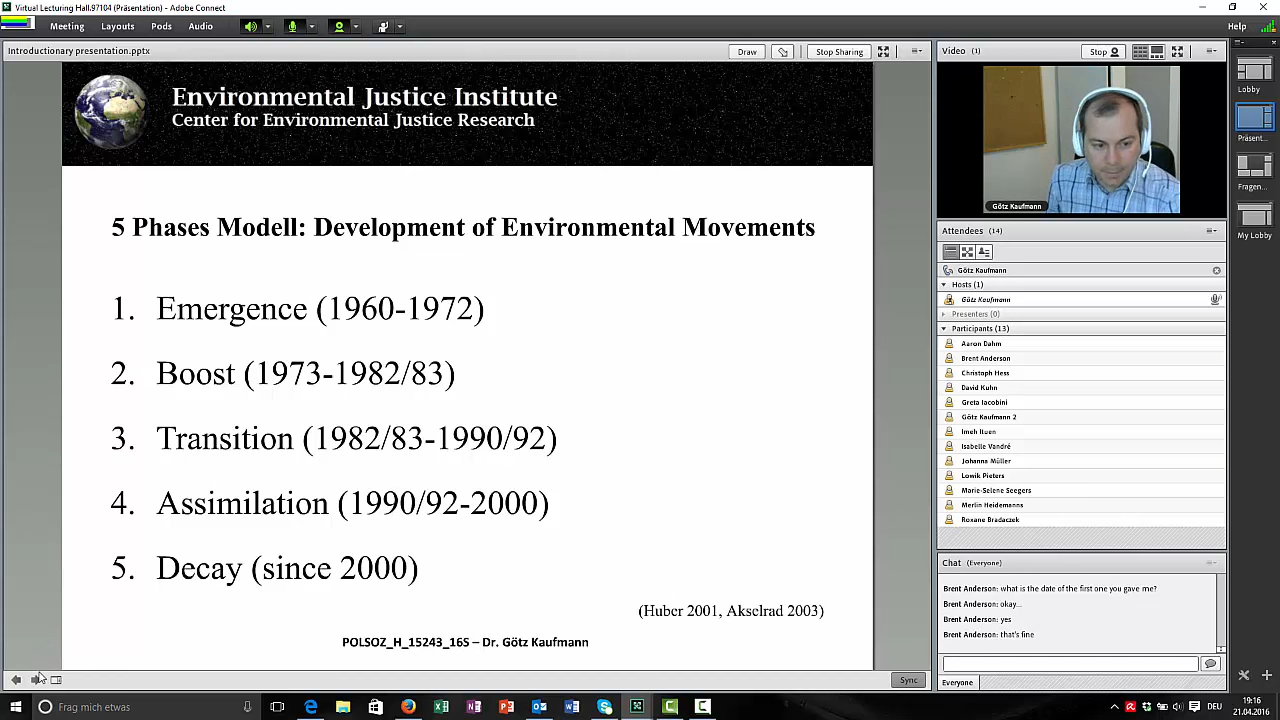 Virtual Lecturing Hall.97104 (Präsentation) - Adobe Connect
Meeting Layouts Pods Audio
Help
Introductionary presentation.pptx
Draw
Stop Sharing
Environmental Justice Institute
Center for Environmental Justice Research
5 Phases Modell: Development of Environmental Movements
1. Emergence (1960-1972)
2. Boost (1973-1982/83)
3. Transition (1982/83-1990/92)
4. Assimilation (1990/92-2000)
5. Decay (since 2000)
(Huber 2001, Akselrad 2003)
POLSOZ_H_15243_16S – Dr. Götz Kaufmann
Sync
Video (1)
Stop
Götz Kaufmann
Attendees (14)
Götz Kaufmann
Hosts (1)
Götz Kaufmann
Presenters (0)
Participants (13)
Aaron Dahm
Brent Anderson
Christoph Hess
David Kuhn
Greta Iacobini
Götz Kaufmann 2
Imeh Ituen
Isabelle Vandré
Johanna Müller
Lowik Pieters
Marie-Selene Seegers
Merlin Heidemanns
Roxane Bradaczek
Chat (Everyone)
Brent Anderson: what is the date of the first one you gave me?
Brent Anderson: okay...
Brent Anderson: yes
Brent Anderson: that's fine
Everyone
Lobby
Präsent...
Fragen...
My Lobby
Frag mich etwas
DEU
19:16
21.04.2016